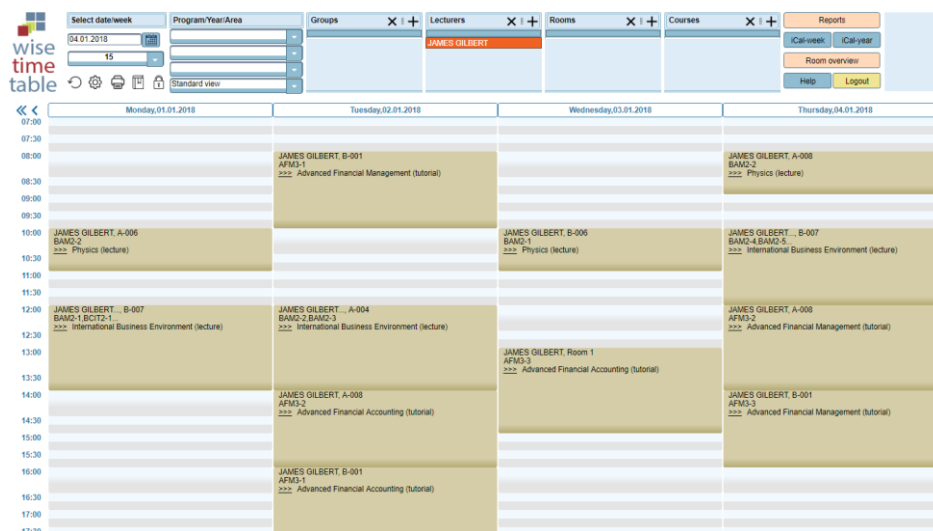 wise
time
table
Select date/week
04.01.2018
15
Program/Year/Area
Standard view
Groups
Lecturers
JAMES GILBERT
Rooms
Courses
Reports
iCal-week
iCal-year
Room overview
Help
Logout
Monday,01.01.2018
Tuesday,02.01.2018
Wednesday,03.01.2018
Thursday,04.01.2018
07:00
07:30
08:00
08:30
09:00
09:30
10:00
10:30
11:00
11:30
12:00
12:30
13:00
13:30
14:00
14:30
15:00
15:30
16:00
16:30
17:00
17:30
JAMES GILBERT, A-006
BAM2-2
>>> Physics (lecture)
JAMES GILBERT..., B-007
BAM2-1,BCIT2-1...
>>> International Business Environment (lecture)
JAMES GILBERT, B-001
AFM3-1
>>> Advanced Financial Management (tutorial)
JAMES GILBERT..., A-004
BAM2-2,BAM2-3
>>> International Business Environment (lecture)
JAMES GILBERT, A-008
AFM3-2
>>> Advanced Financial Accounting (tutorial)
JAMES GILBERT, B-001
AFM3-1
>>> Advanced Financial Accounting (tutorial)
JAMES GILBERT, B-006
BAM2-1
>>> Physics (lecture)
JAMES GILBERT, Room 1
AFM3-3
>>> Advanced Financial Accounting (tutorial)
JAMES GILBERT, A-008
BAM2-2
>>> Physics (lecture)
JAMES GILBERT..., B-007
BAM2-4,BAM2-5...
>>> International Business Environment (lecture)
JAMES GILBERT, A-008
AFM3-2
>>> Advanced Financial Management (tutorial)
JAMES GILBERT, B-001
AFM3-3
>>> Advanced Financial Management (tutorial)